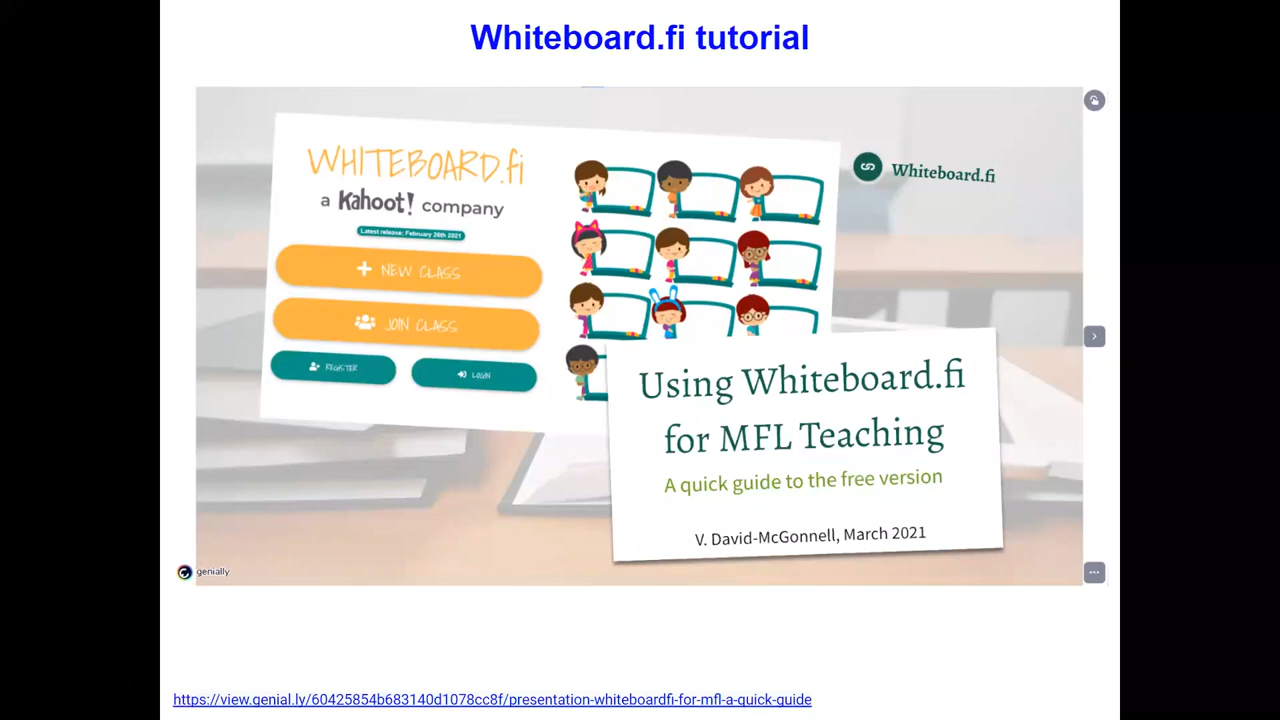 Whiteboard.fi tutorial
WHITEBOARD.fi
a Kahoot! company
Latest release: February 26th 2021
NEW CLASS
JOIN CLASS
REGISTER
LOGIN
Whiteboard.fi
Using Whiteboard.fi
for MFL Teaching
A quick guide to the free version
V. David-McGonnell, March 2021
genially
https://view.genial.ly/60425854b683140d1078cc8f/presentation-whiteboardfi-for-mfl-a-quick-guide